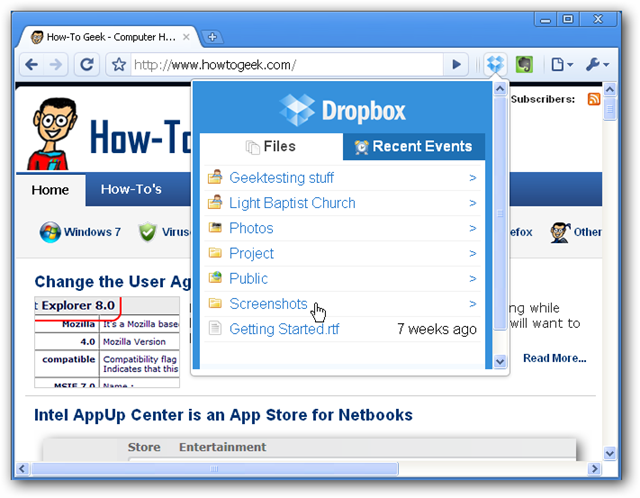 How-To Geek - Computer H...
http://www.howtogeek.com/
Subscribers:
How-To
Dropbox
Files
Recent Events
Home
How-To's
Geektesting stuff >
Light Baptist Church >
Photos >
Project >
Public >
Screenshots >
Getting Started.rtf 7 weeks ago
Windows 7
Virus
efox
Other
Change the User Ag
t Explorer 8.0
Mozilla It's a Mozilla base
4.0 Mozilla Version
compatible Compatibility flag
Indicates that this
MSIE 7.0 Name :
ng while
will want to
Read More...
Intel AppUp Center is an App Store for Netbooks
Store Entertainment